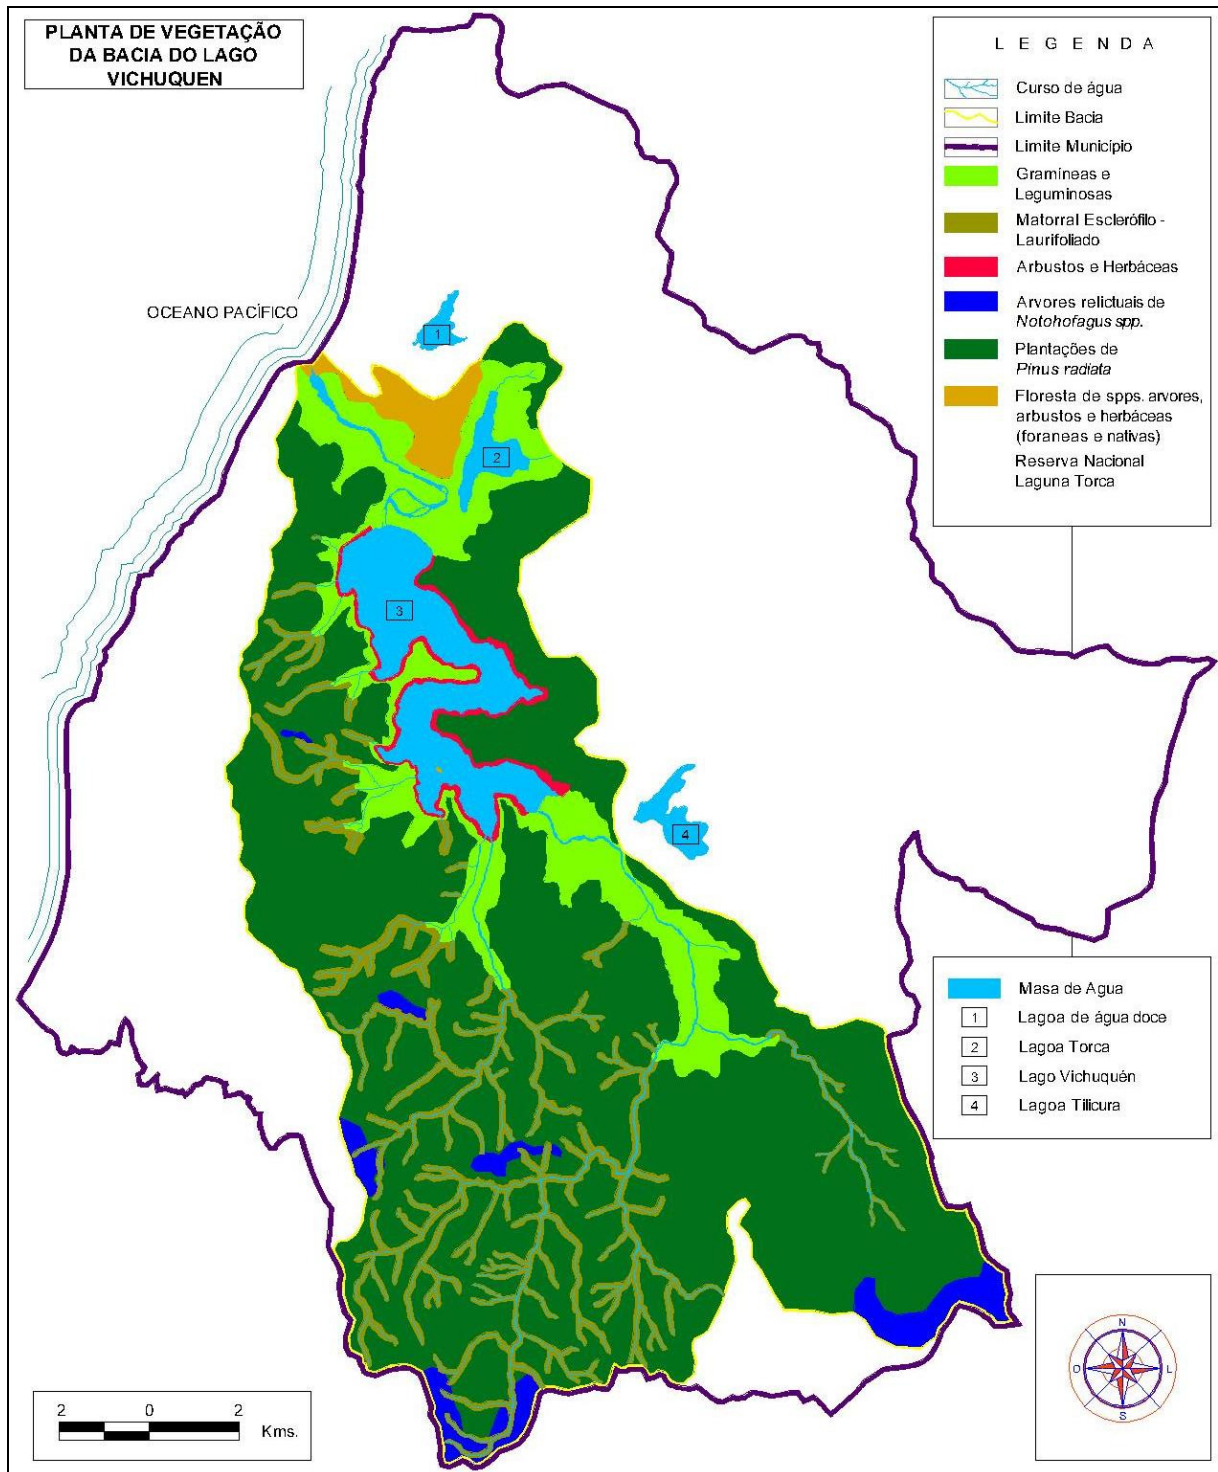 PLANTA DE VEGETAÇÃO
DA BACIA DO LAGO
VICHUQUEN
L E G E N D A
Curso de água
Limite Bacia
Limite Município
Gramíneas e
Leguminosas
Matorral Esclerófilo -
Laurifoliado
Arbustos e Herbáceas
Arvores relictuais de
Notohofagus spp.
Plantações de
Pinus radiata
Floresta de spps. arvores,
arbustos e herbáceas
(foraneas e nativas)
Reserva Nacional
Laguna Torca
OCEANO PACÍFICO
1
2
3
4
Masa de Agua
1 Lagoa de água doce
2 Lagoa Torca
3 Lago Vichuquén
4 Lagoa Tilicura
N
O L
S
2 0 2
Kms.